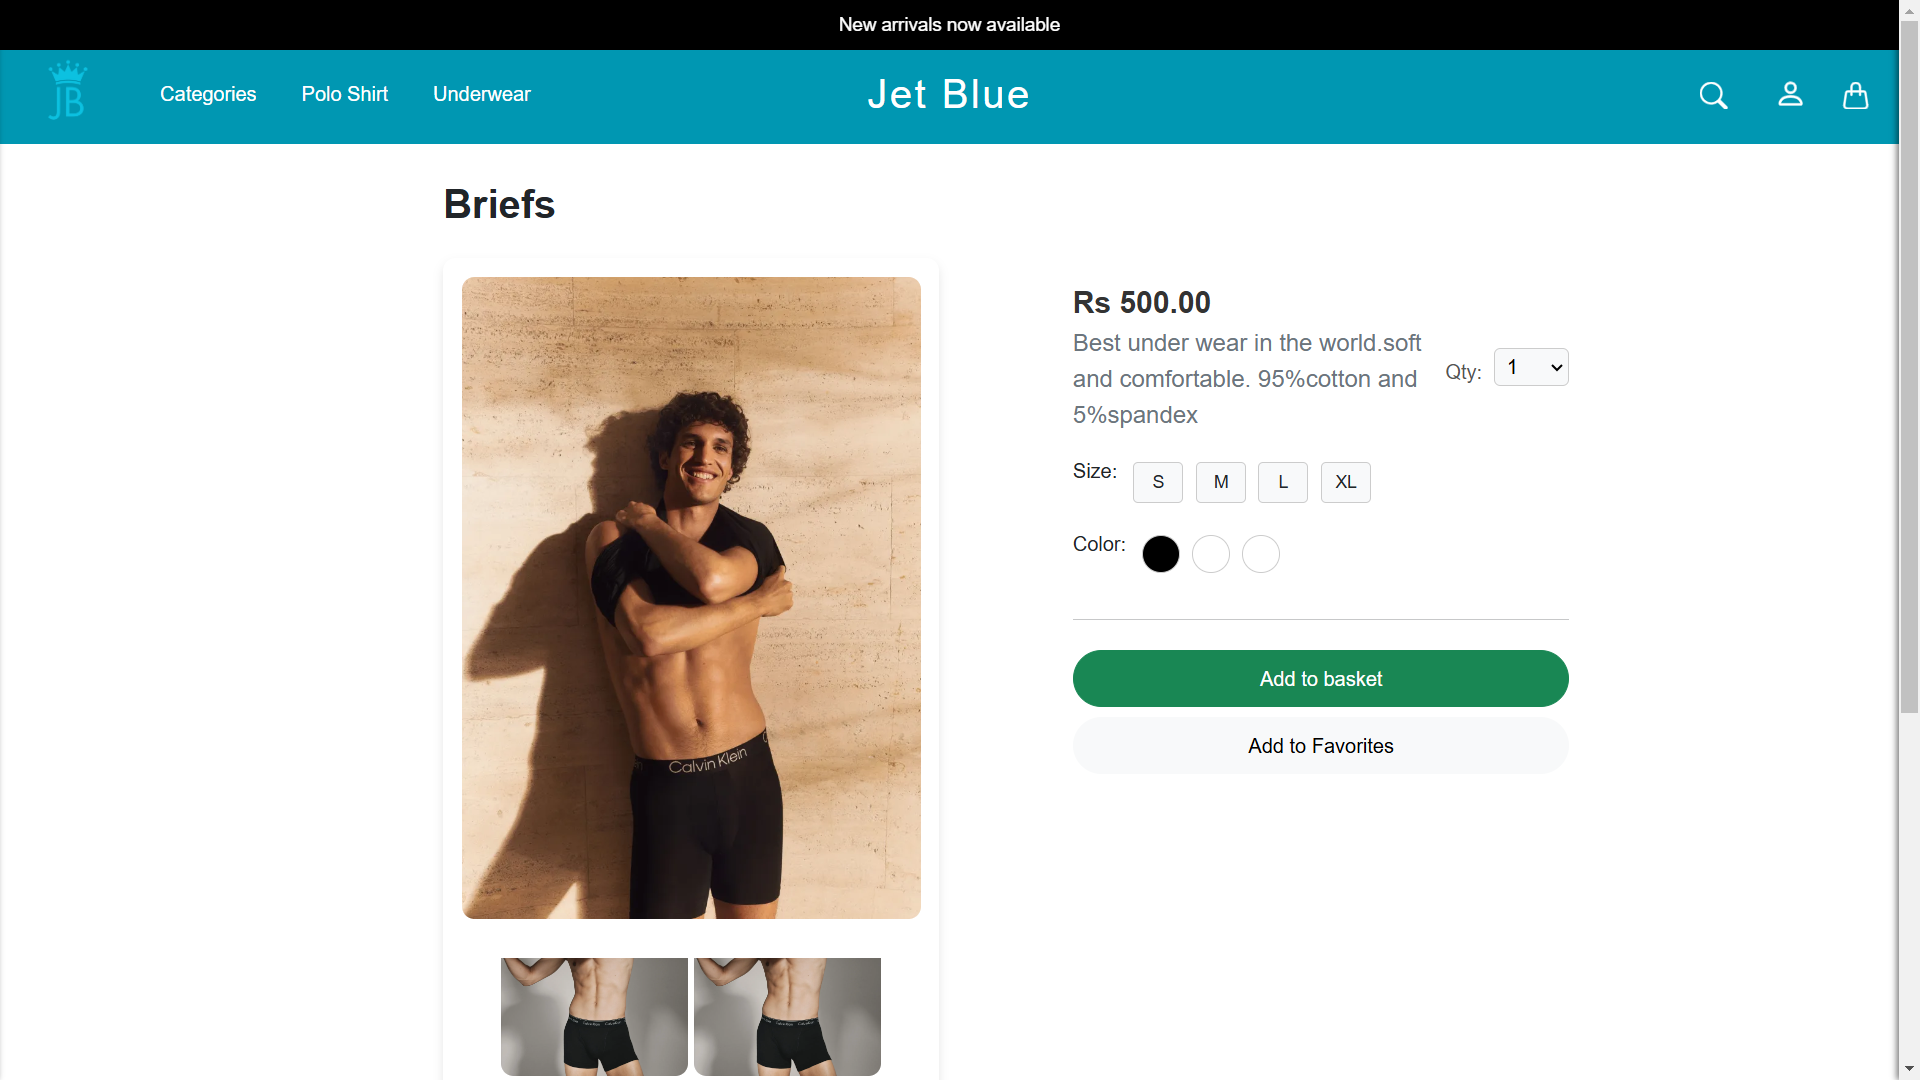 New arrivals now available
JB
Categories
Polo Shirt
Underwear
Jet Blue
Briefs
Rs 500.00
Best under wear in the world.soft
and comfortable. 95%cotton and
5%spandex
Qty:
1
Size:
S
M
L
XL
Color:
Add to basket
Add to Favorites
Calvin Klein